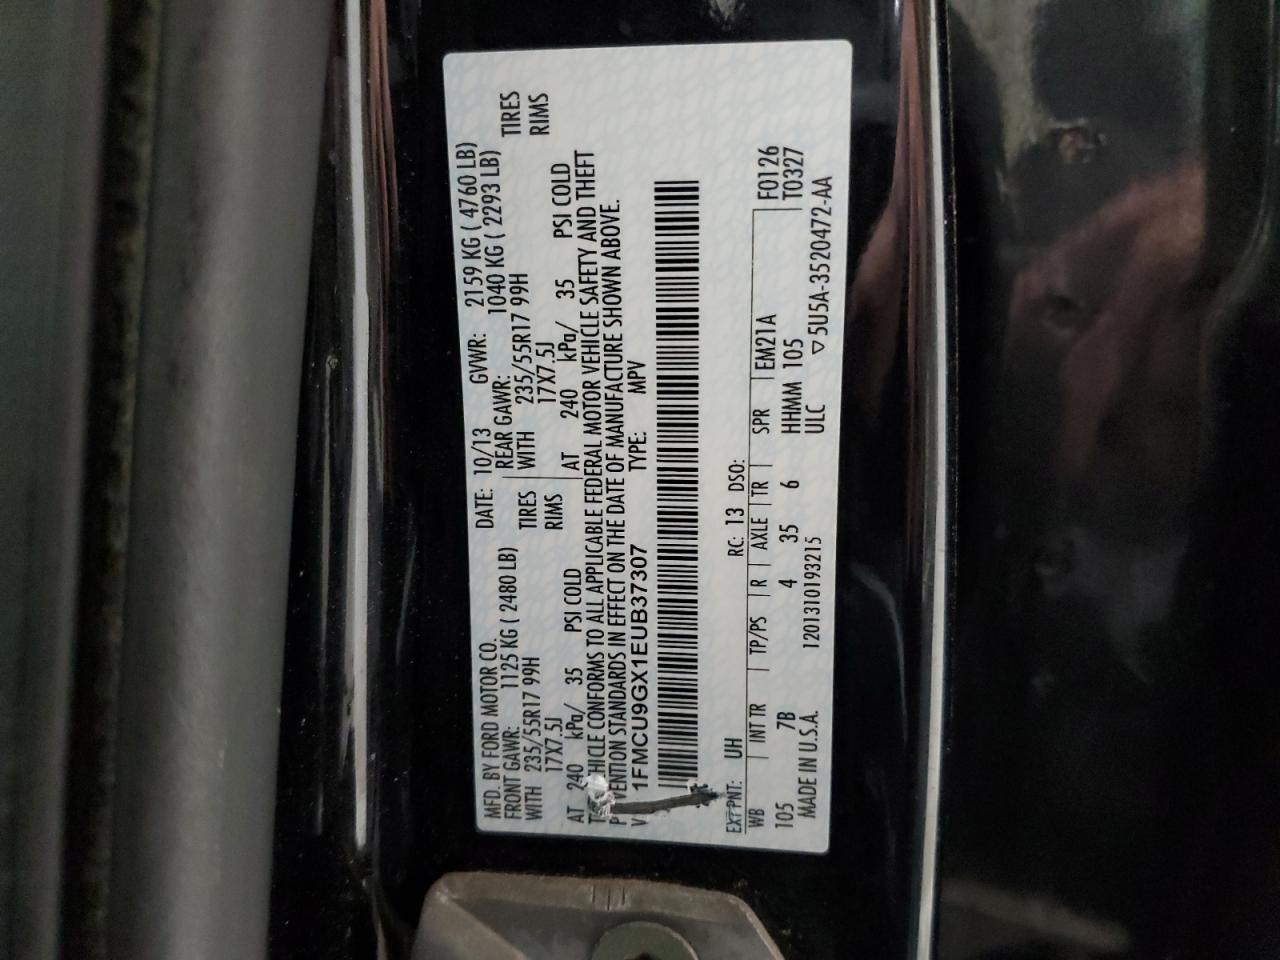 MFD. BY FORD MOTOR CO. DATE: 10/13 GVWR: 2159 KG ( 4760 LB)
FRONT GAWR: 1125 KG ( 2480 LB) REAR GAWR: 1040 KG ( 2293 LB)
WITH 235/55R17 99H TIRES WITH 235/55R17 99H TIRES
17X7.5J RIMS 17X7.5J RIMS
AT 240 kPa/ 35 PSI COLD AT 240 kPa/ 35 PSI COLD
VEHICLE CONFORMS TO ALL APPLICABLE FEDERAL MOTOR VEHICLE SAFETY AND THEFT
STANDARDS IN EFFECT ON THE DATE OF MANUFACTURE SHOWN ABOVE.
1FMCU9GX1EUB37307 TYPE: MPV
EXT PNT: UH RC: 13 DSO:
WB INT TR TP/PS R AXLE TR SPR EM21A F0126
105 7B 4 35 6 HHMM 105 T0327
MADE IN U.S.A. 1201310193215 ULC ▽5U5A-3520472-AA